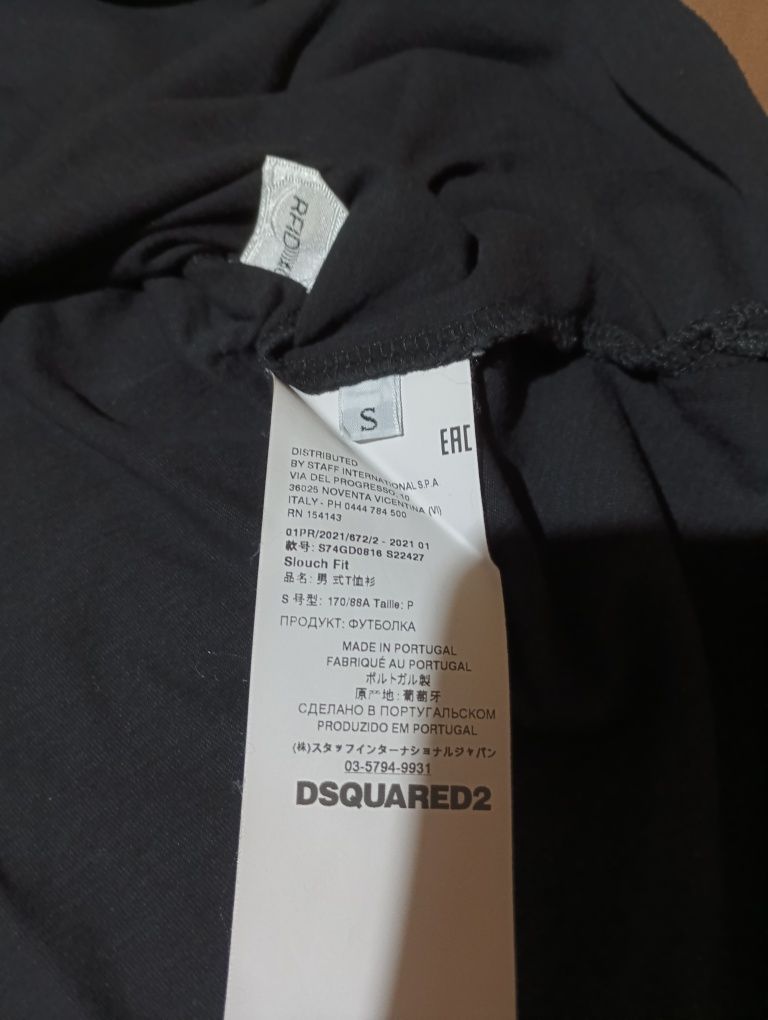 RFID
S
EAC
DISTRIBUTED
BY STAFF INTERNATIONAL S.P.A
VIA DEL PROGRESSO, 10
36025 NOVENTA VICENTINA (VI)
ITALY - PH 0444 784 500
RN 154143
01PR/2021/672/2 - 2021 01
款号: S74GD0816 S22427
Slouch Fit
品名: 男 式T恤衫
S 号型: 170/88A Taille: P
ПРОДУКТ: ФУТБОЛКА
MADE IN PORTUGAL
FABRIQUÉ AU PORTUGAL
ポルトガル製
原产地: 葡萄牙
СДЕЛАНО В ПОРТУГАЛЬСКОМ
PRODUZIDO EM PORTUGAL
(株)スタッフインターナショナルジャパン
03-5794-9931
DSQUARED2